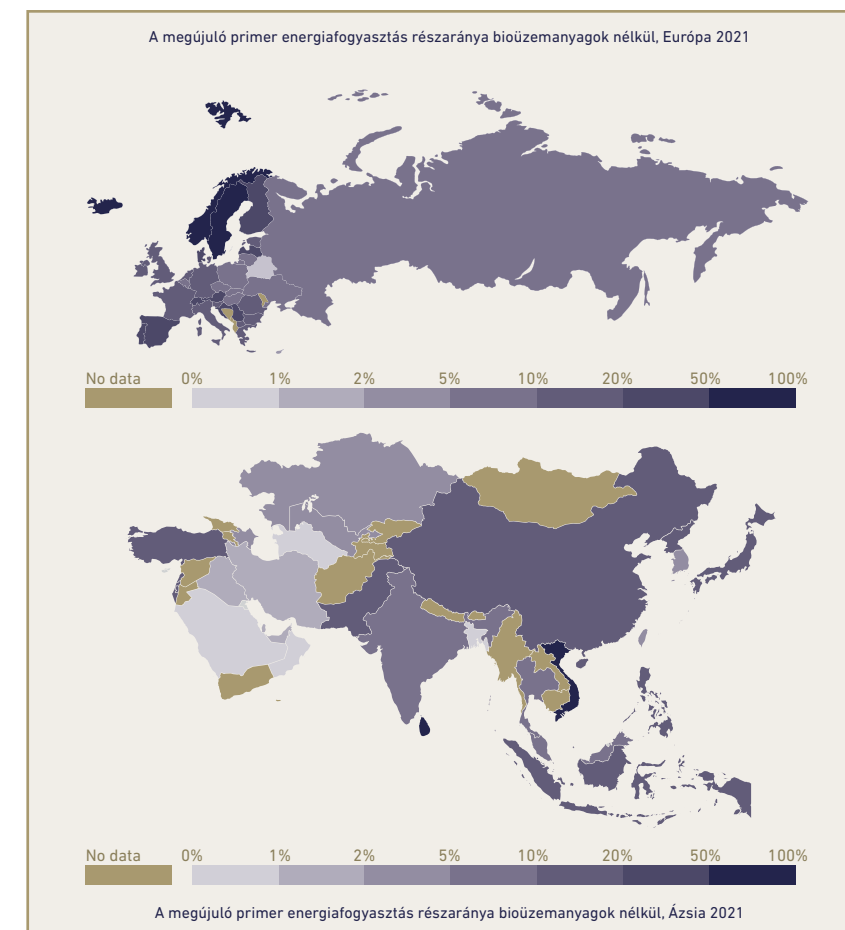 A megújuló primer energiafogyasztás részaránya bioüzemanyagok nélkül, Európa 2021
No data 0% 1% 2% 5% 10% 20% 50% 100%
No data 0% 1% 2% 5% 10% 20% 50% 100%
A megújuló primer energiafogyasztás részaránya bioüzemanyagok nélkül, Ázsia 2021